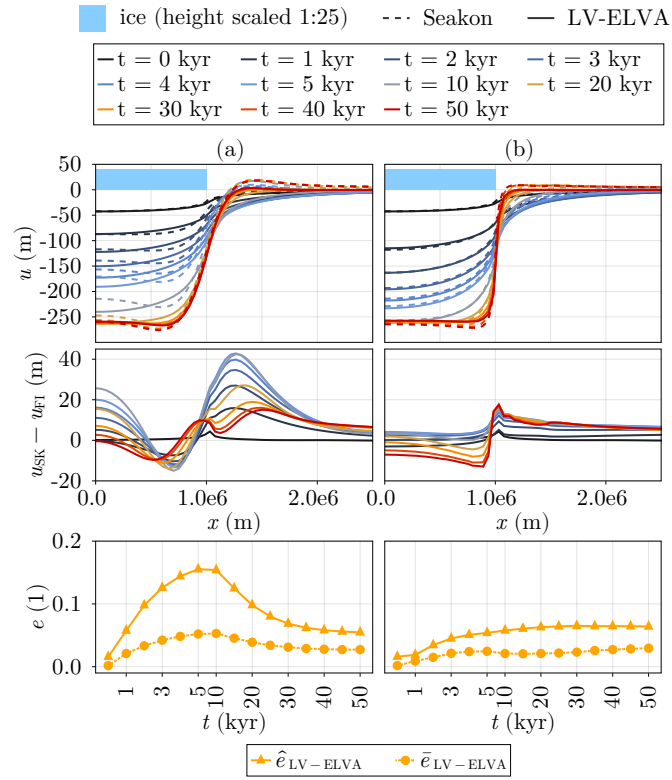 ice (height scaled 1:25) Seakon LV-ELVA
t = 0 kyr t = 1 kyr t = 2 kyr t = 3 kyr
t = 4 kyr t = 5 kyr t = 10 kyr t = 20 kyr
t = 30 kyr t = 40 kyr t = 50 kyr
(a) (b)
50
0
-50
-100
-150
-200
-250
u (m)
40
20
0
-20
u_SK − u_FI (m)
0.0 1.0e6 2.0e6 0.0 1.0e6 2.0e6
x (m) x (m)
0.2
0.1
0.0
e (1)
1 3 5 10 20 30 40 50 1 3 5 10 20 30 40 50
t (kyr) t (kyr)
ê LV−ELVA ē LV−ELVA